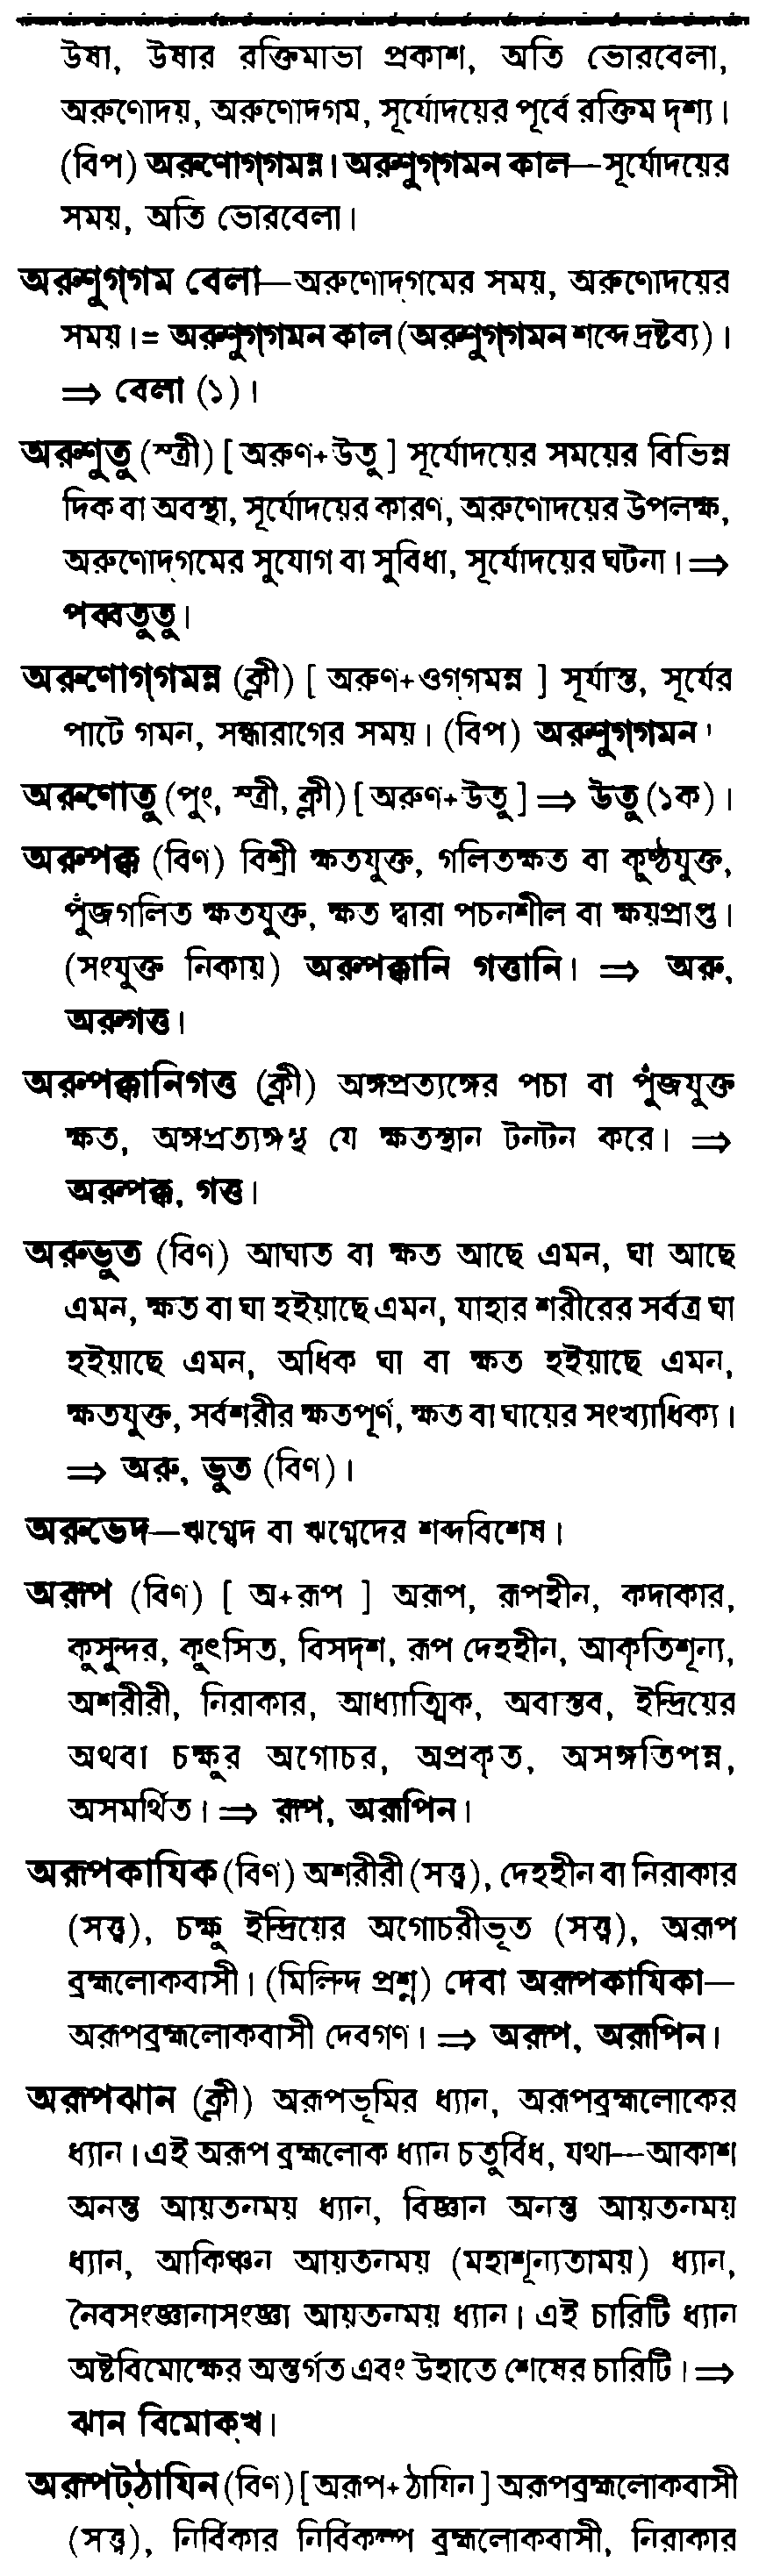 উষা, উষার রক্তিমাভা প্রকাশ, অতি ভোরবেলা,
অরুণোদয়, অরুণোদগম, সূর্যোদয়ের পূর্বে রক্তিম দৃশ্য।
(বিপ) অরুণোগ্গমন্ন। অরুণুগ্গমন কাল—সূর্যোদয়ের
সময়, অতি ভোরবেলা।
অরুণুগ্গম বেলা—অরুণোদ্গমের সময়, অরুণোদয়ের
সময়।= অরুণুগ্গমন কাল (অরুণুগ্গমন শব্দে দ্রষ্টব্য)।
⇒ বেলা (১)।
অরুণুতু (স্ত্রী) [ অরুণ+উতু ] সূর্যোদয়ের সময়ের বিভিন্ন
দিক বা অবস্থা, সূর্যোদয়ের কারণ, অরুণোদয়ের উপলক্ষ,
অরুণোদ্গমের সুযোগ বা সুবিধা, সূর্যোদয়ের ঘটনা। ⇒
পব্বতুতু।
অরুণোগ্গমন্ন (ক্লী) [ অরুণ+ওগ্গমন্ন ] সূর্যাস্ত, সূর্যের
পাটে গমন, সন্ধারাগের সময়। (বিপ) অরুণুগ্গমন।
অরুণোতু (পুং, স্ত্রী, ক্লী) [ অরুণ+উতু ] ⇒ উতু (১ক)।
অরুপক্ক (বিণ) বিশ্রী ক্ষতযুক্ত, গলিতক্ষত বা কুষ্ঠযুক্ত,
পুঁজগলিত ক্ষতযুক্ত, ক্ষত দ্বারা পচনশীল বা ক্ষয়প্রাপ্ত।
(সংযুক্ত নিকায়) অরুপক্কানি গত্তানি। ⇒ অরু,
অরুগত্ত।
অরুপক্কানিগত্ত (ক্লী) অঙ্গপ্রত্যঙ্গের পচা বা পুঁজযুক্ত
ক্ষত, অঙ্গপ্রত্যঙ্গস্থ যে ক্ষতস্থান টনটন করে। ⇒
অরুপক্ক, গত্ত।
অরুভুত (বিণ) আঘাত বা ক্ষত আছে এমন, ঘা আছে
এমন, ক্ষত বা ঘা হইয়াছে এমন, যাহার শরীরের সর্বত্র ঘা
হইয়াছে এমন, অধিক ঘা বা ক্ষত হইয়াছে এমন,
ক্ষতযুক্ত, সর্বশরীর ক্ষতপূর্ণ, ক্ষত বা ঘায়ের সংখ্যাধিক্য।
⇒ অরু, ভুত (বিণ)।
অরুভেদ—ঋগ্বেদ বা ঋগ্বেদের শব্দবিশেষ।
অরূপ (বিণ) [ অ+রূপ ] অরূপ, রূপহীন, কদাকার,
কুসুন্দর, কুৎসিত, বিসদৃশ, রূপ দেহহীন, আকৃতিশূন্য,
অশরীরী, নিরাকার, আধ্যাত্মিক, অবাস্তব, ইন্দ্রিয়ের
অথবা চক্ষুর অগোচর, অপ্রকৃত, অসঙ্গতিপন্ন,
অসমর্থিত। ⇒ রূপ, অরূপিন।
অরূপকাযিক (বিণ) অশরীরী (সত্ত্ব), দেহহীন বা নিরাকার
(সত্ত্ব), চক্ষু ইন্দ্রিয়ের অগোচরীভূত (সত্ত্ব), অরূপ
ব্রহ্মলোকবাসী। (মিলিন্দ প্রশ্ন) দেবা অরূপকাযিকা—
অরূপব্রহ্মলোকবাসী দেবগণ। ⇒ অরূপ, অরূপিন।
অরূপঝান (ক্লী) অরূপভূমির ধ্যান, অরূপব্রহ্মলোকের
ধ্যান। এই অরূপ ব্রহ্মলোক ধ্যান চতুর্বিধ, যথা—আকাশ
অনন্ত আয়তনময় ধ্যান, বিজ্ঞান অনন্ত আয়তনময়
ধ্যান, আকিঞ্চন আয়তনময় (মহাশূন্যতাময়) ধ্যান,
নৈবসংজ্ঞানাসংজ্ঞা আয়তনময় ধ্যান। এই চারিটি ধ্যান
অষ্টবিমোক্ষের অন্তর্গত এবং উহাতে শেষের চারিটি। ⇒
ঝান বিমোক্খ।
অরূপট্ঠাযিন (বিণ) [ অরূপ+ঠাযিন ] অরূপব্রহ্মলোকবাসী
(সত্ত্ব), নির্বিকার নির্বিকল্প ব্রহ্মলোকবাসী, নিরাকার